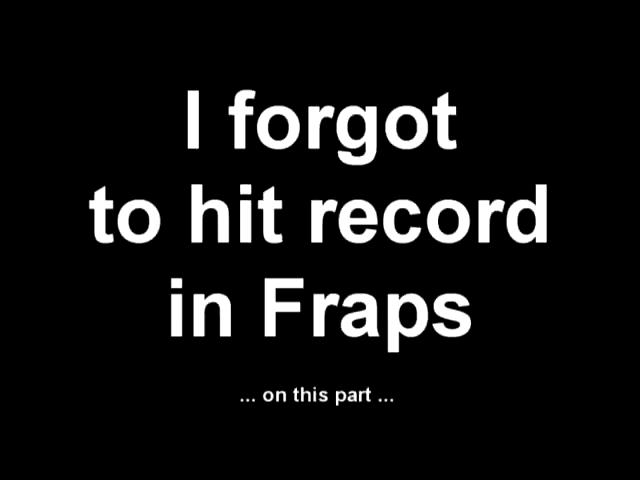 I forgot
to hit record
in Fraps
... on this part ...